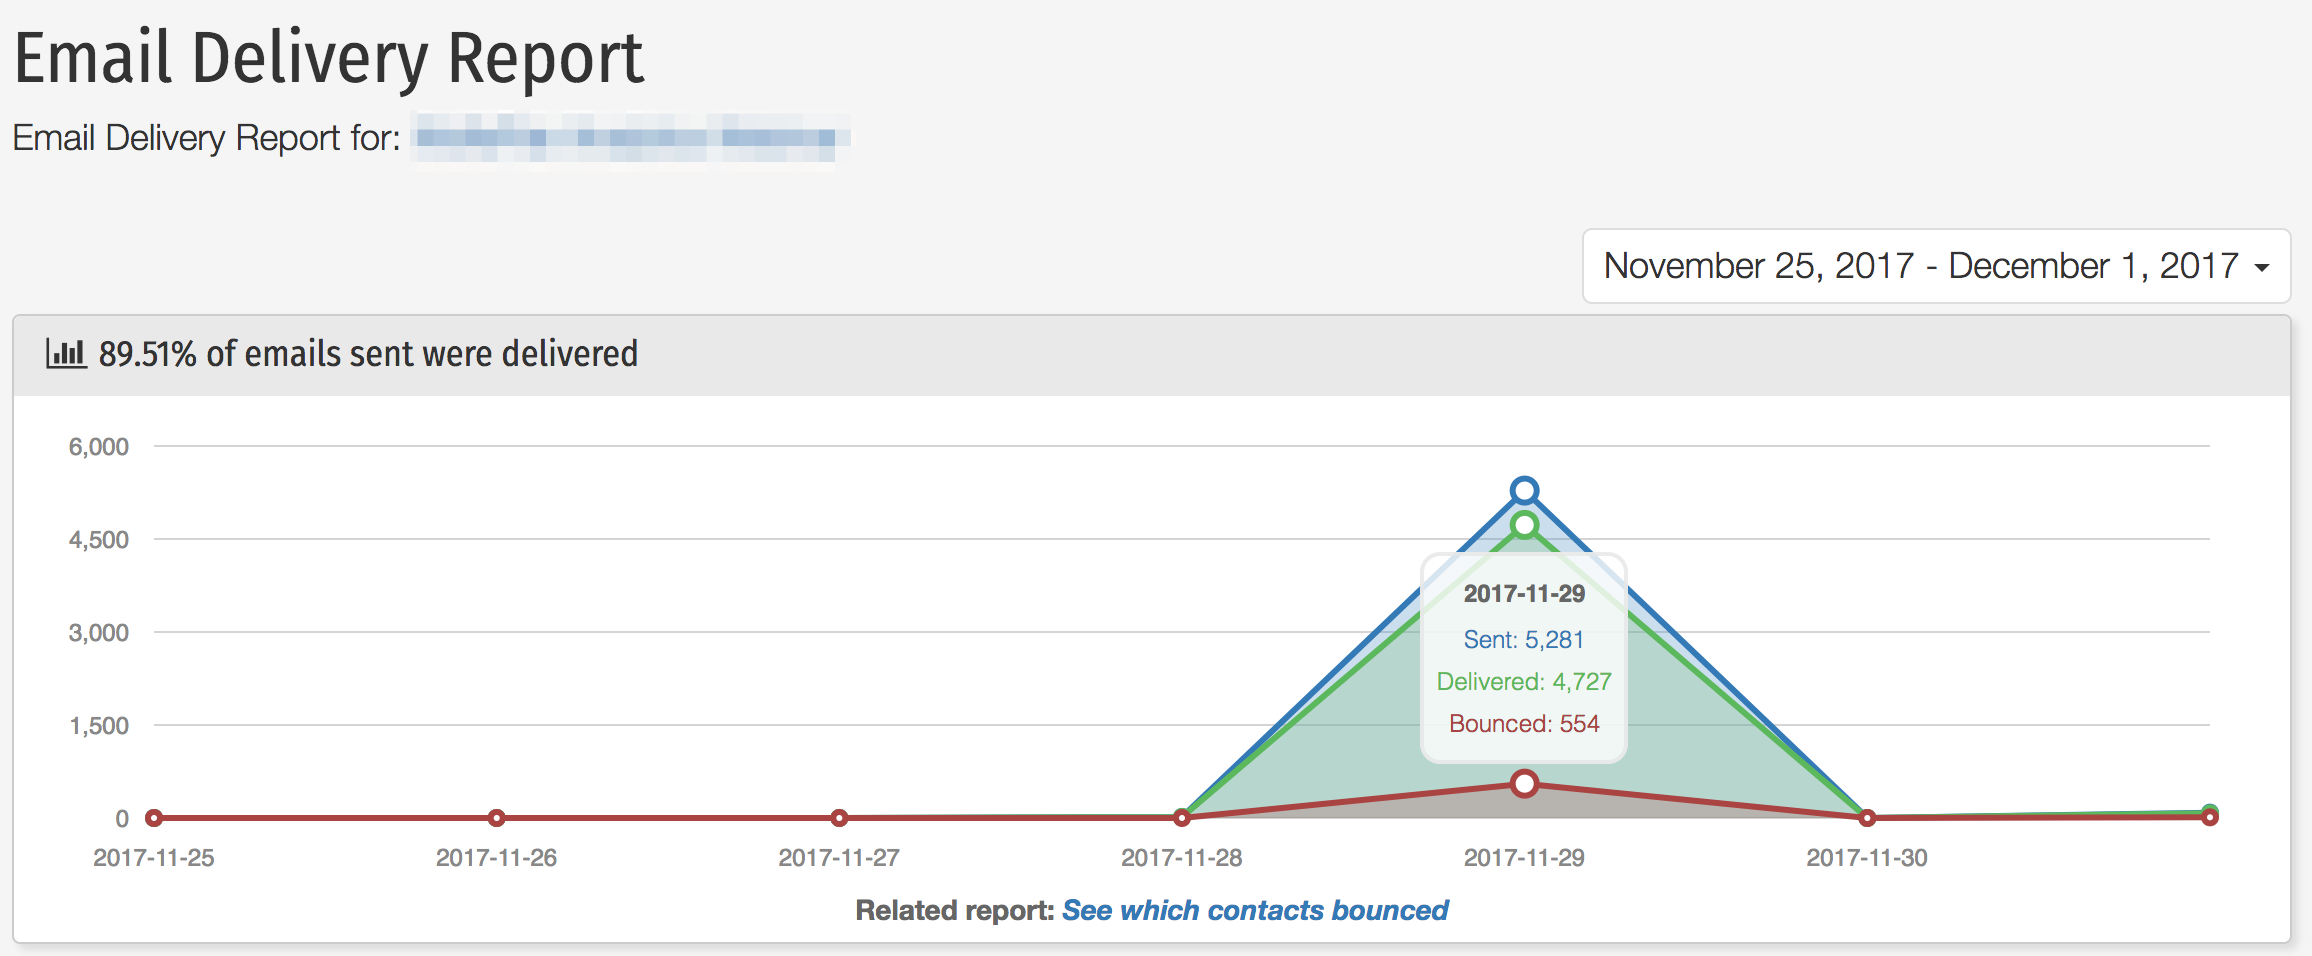 Email Delivery Report
Email Delivery Report for:
November 25, 2017 - December 1, 2017
89.51% of emails sent were delivered
6,000
4,500
3,000
1,500
0
2017-11-29
Sent: 5,281
Delivered: 4,727
Bounced: 554
2017-11-25 2017-11-26 2017-11-27 2017-11-28 2017-11-29 2017-11-30
Related report: See which contacts bounced